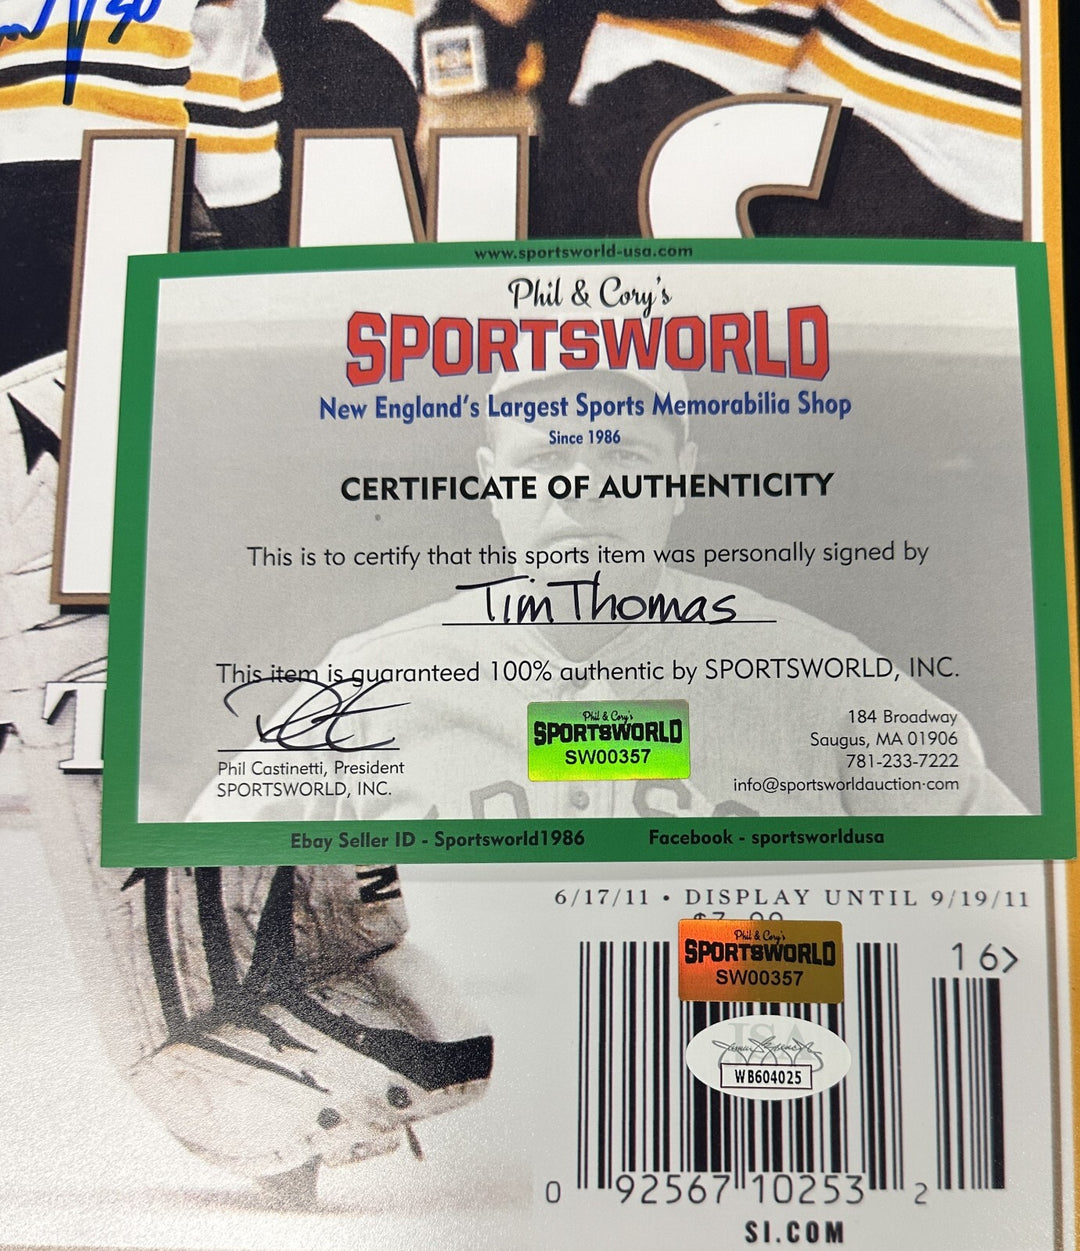 30
INS
www.sportsworld-usa.com
Phil & Cory's
SPORTSWORLD
New England's Largest Sports Memorabilia Shop
Since 1986
CERTIFICATE OF AUTHENTICITY
This is to certify that this sports item was personally signed by
Tim Thomas
This item is guaranteed 100% authentic by SPORTSWORLD, INC.
Phil Castinetti, President
SPORTSWORLD, INC.
Phil & Cory's
SPORTSWORLD
SW00357
184 Broadway
Saugus, MA 01906
781-233-7222
info@sportsworldauction.com
Ebay Seller ID - Sportsworld1986
Facebook - sportsworldusa
T
N
6/17/11 • DISPLAY UNTIL 9/19/11
Phil & Cory's
SPORTSWORLD
SW00357
16>
JSA
WB604025
0 92567 10253 2
SI.COM